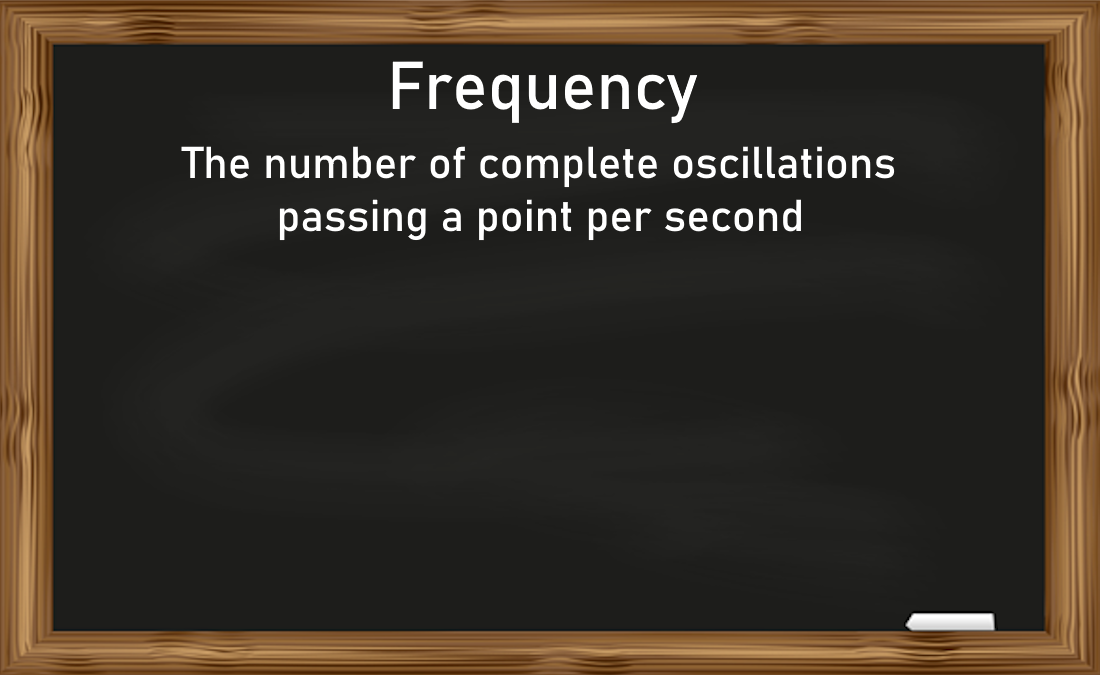 Frequency
The number of complete oscillations
passing a point per second